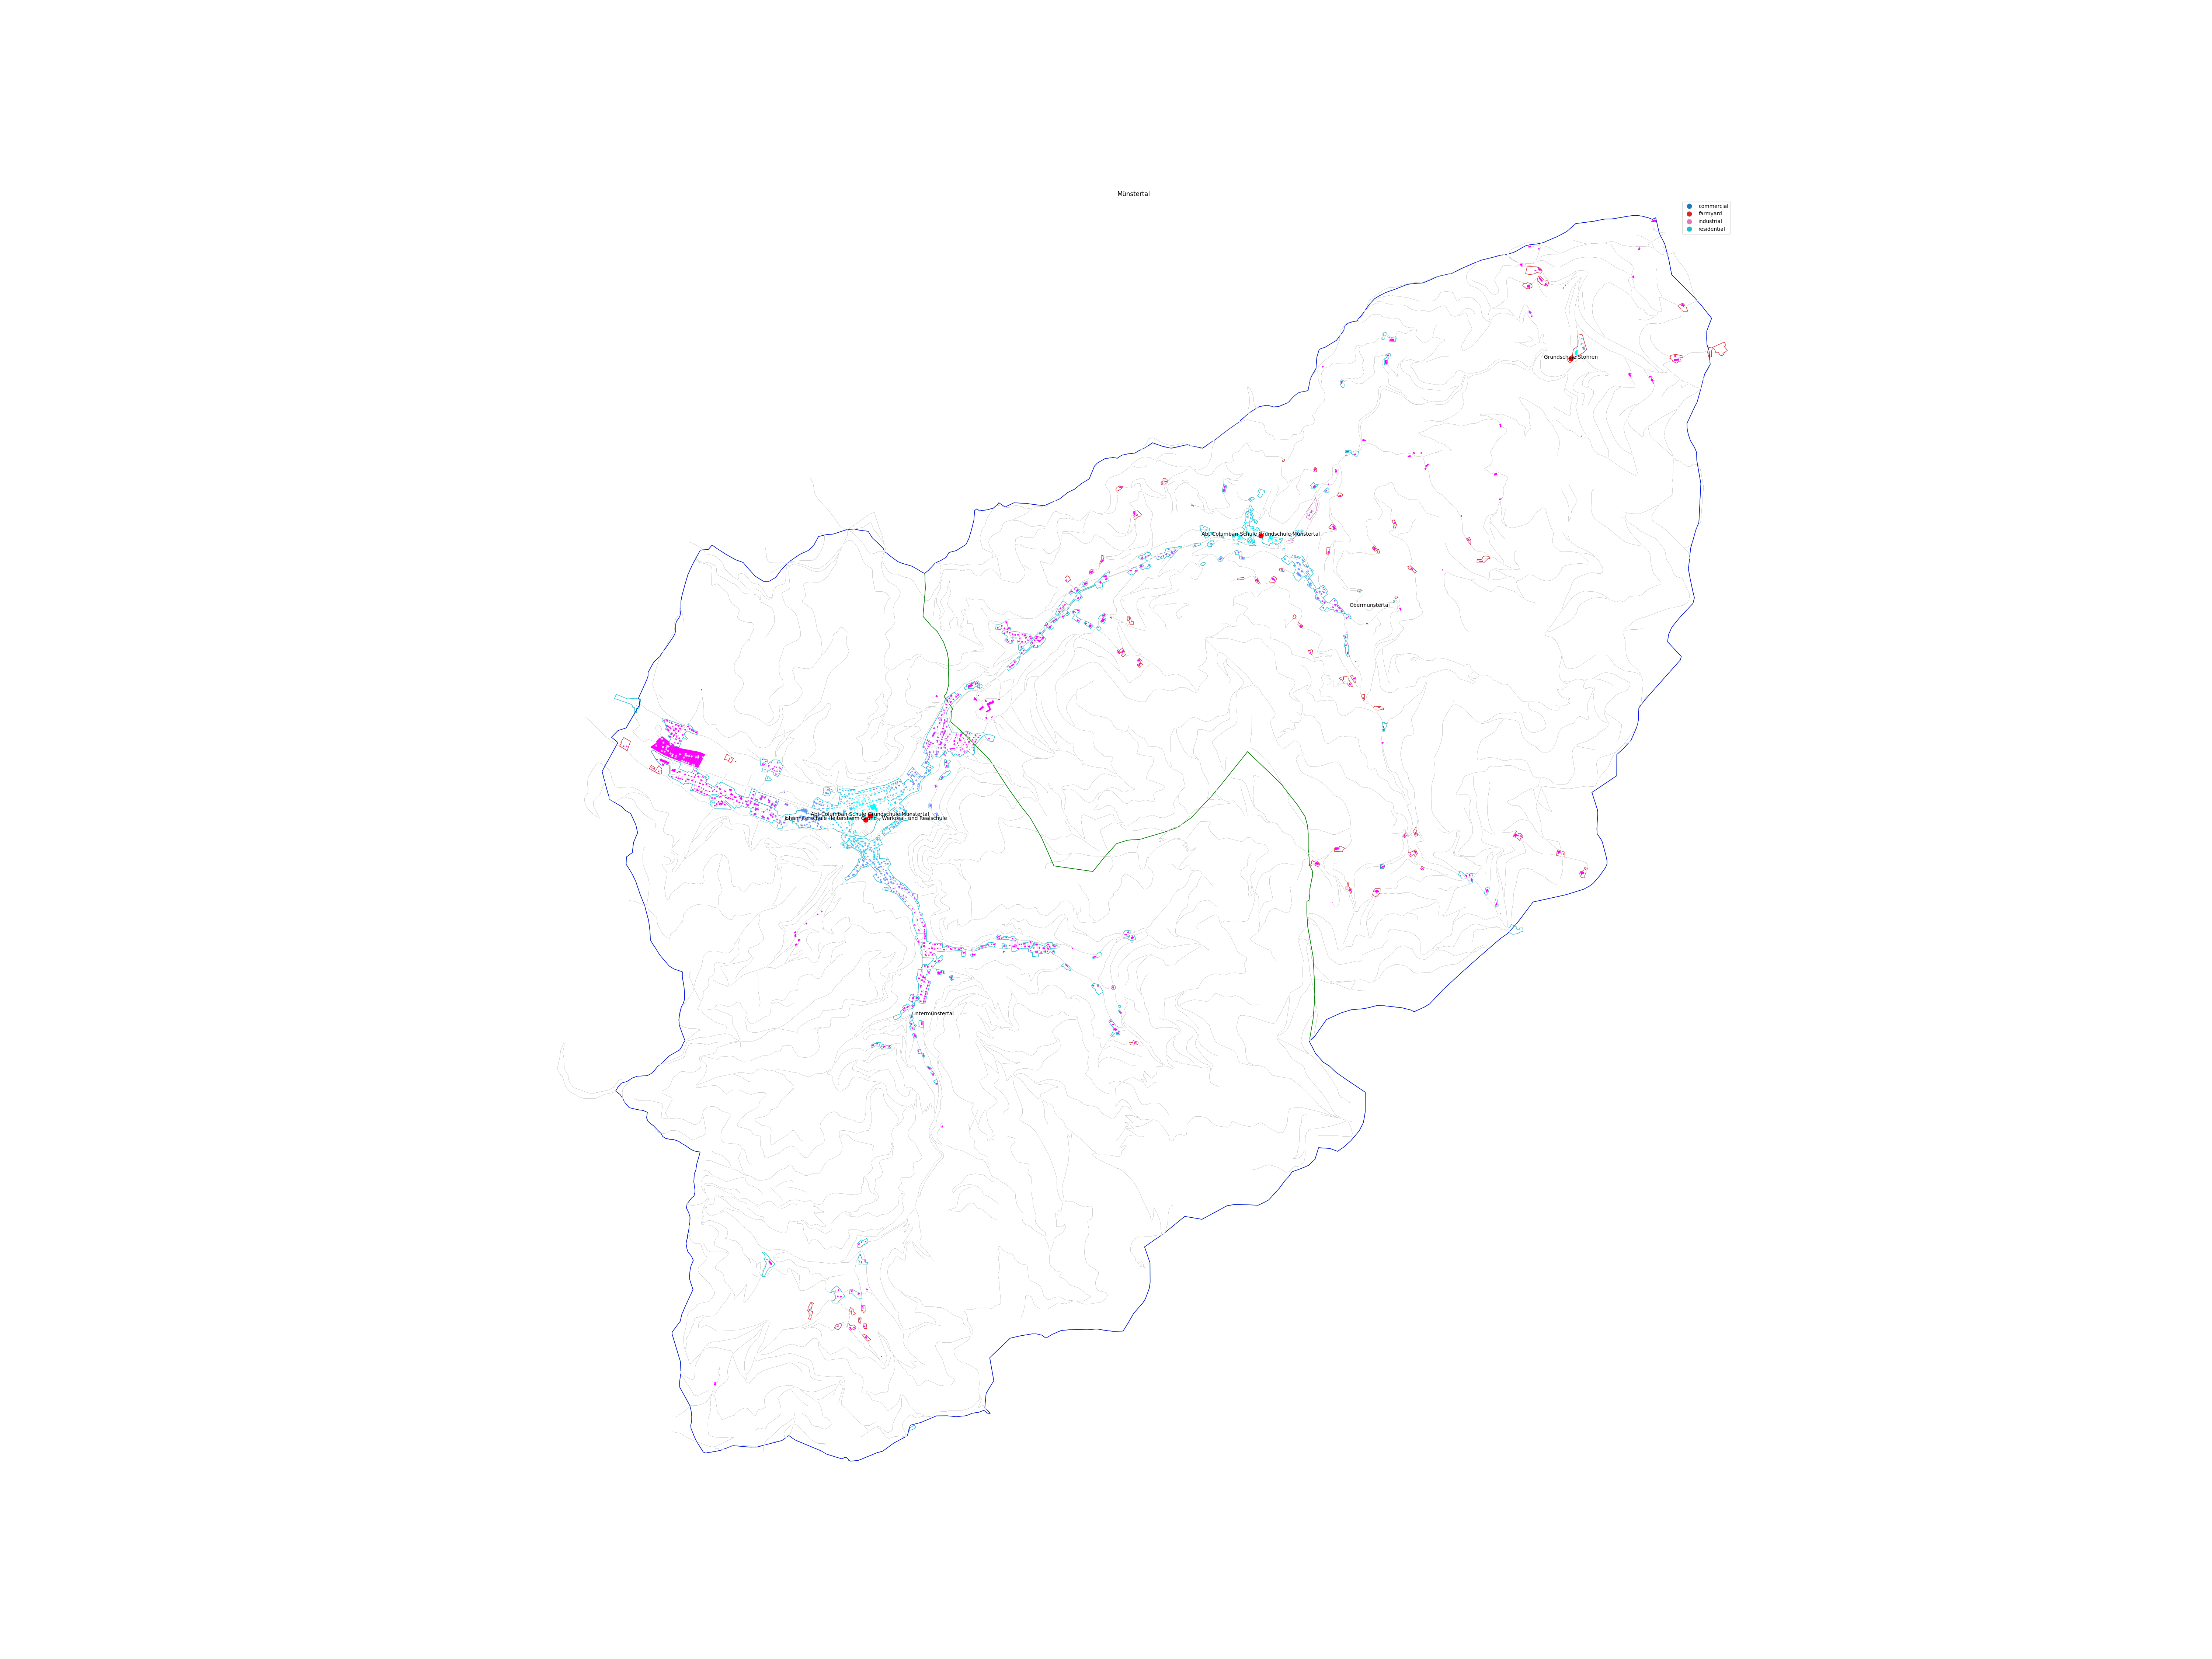 Münstertal
commercial
farmyard
industrial
residential
Grundschule Stohren
Abt-Columban-Schule Grundschule Münstertal
Obermünstertal
Abt-Columban-Schule Grundschule Münstertal
Johanniterschule Heitersheim Grund-, Werkreal- und Realschule
Untermünstertal